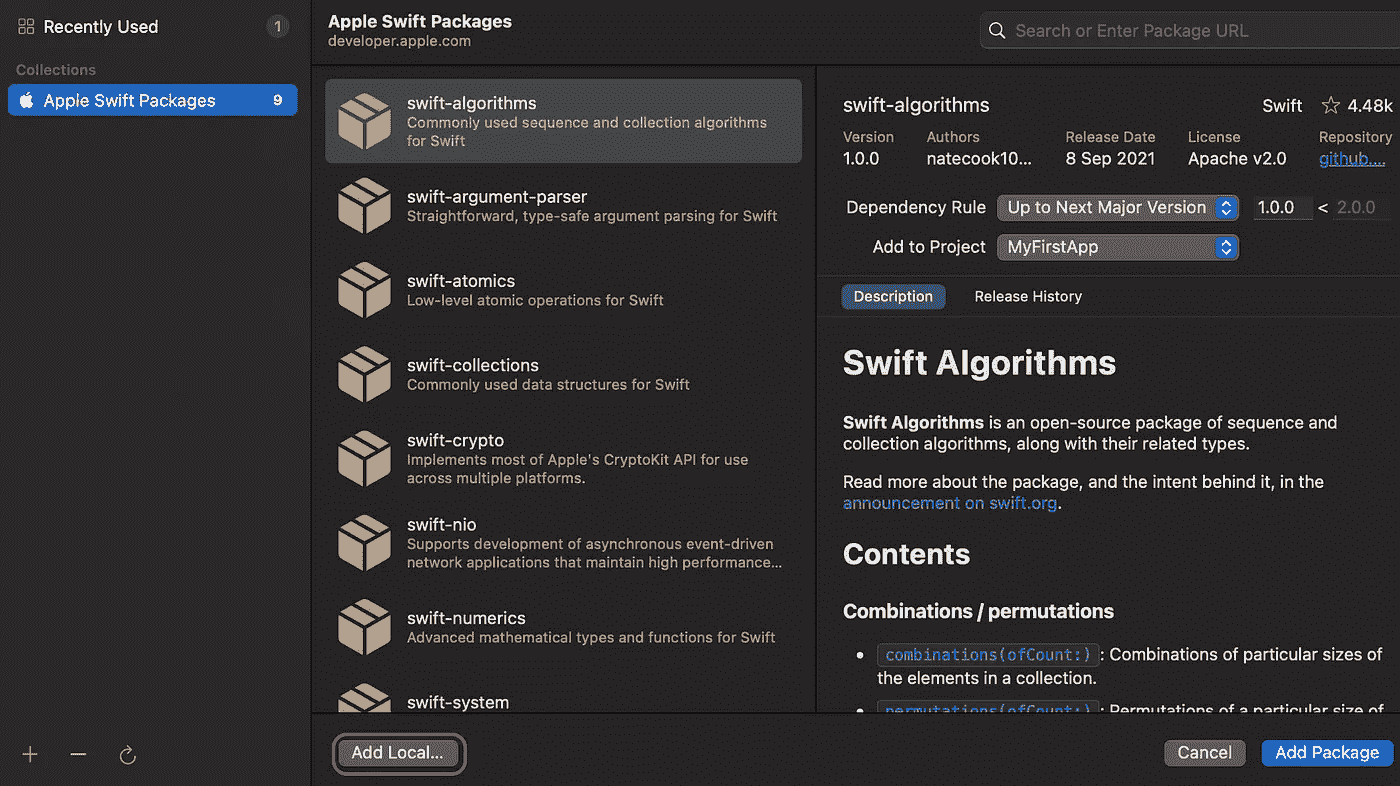 Recently Used 1
Collections
Apple Swift Packages 9
Apple Swift Packages
developer.apple.com
Search or Enter Package URL
swift-algorithms
Commonly used sequence and collection algorithms
for Swift
swift-argument-parser
Straightforward, type-safe argument parsing for Swift
swift-atomics
Low-level atomic operations for Swift
swift-collections
Commonly used data structures for Swift
swift-crypto
Implements most of Apple's CryptoKit API for use
across multiple platforms.
swift-nio
Supports development of asynchronous event-driven
network applications that maintain high performance...
swift-numerics
Advanced mathematical types and functions for Swift
swift-system
Add Local...
swift-algorithms Swift 4.48k
Version Authors Release Date License Repository
1.0.0 natecook10... 8 Sep 2021 Apache v2.0 github....
Dependency Rule Up to Next Major Version 1.0.0 < 2.0.0
Add to Project MyFirstApp
Description Release History
Swift Algorithms
Swift Algorithms is an open-source package of sequence and
collection algorithms, along with their related types.
Read more about the package, and the intent behind it, in the
announcement on swift.org.
Contents
Combinations / permutations
• combinations(ofCount:) : Combinations of particular sizes of
the elements in a collection.
• permutations(ofCount:) : Permutations of a particular size of
Cancel Add Package